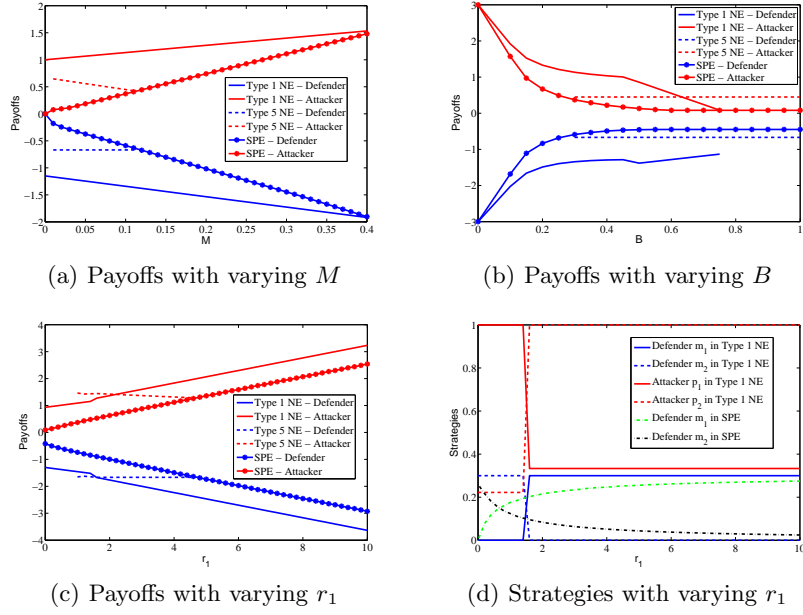 2
1.5
1
0.5
0
−0.5
−1
−1.5
−2
Payoffs
0
0.05
0.1
0.15
0.2
0.25
0.3
0.35
0.4
M
Type 1 NE – Defender
Type 1 NE – Attacker
Type 5 NE – Defender
Type 5 NE – Attacker
SPE – Defender
SPE – Attacker
(a) Payoffs with varying M
3
2
1
0
−1
−2
−3
Payoffs
0
0.2
0.4
0.6
0.8
1
B
Type 1 NE – Defender
Type 1 NE – Attacker
Type 5 NE – Defender
Type 5 NE – Attacker
SPE – Defender
SPE – Attacker
(b) Payoffs with varying B
4
3
2
1
0
−1
−2
−3
−4
Payoffs
0
2
4
6
8
10
r1
Type 1 NE – Defender
Type 1 NE – Attacker
Type 5 NE – Defender
Type 5 NE – Attacker
SPE – Defender
SPE – Attacker
(c) Payoffs with varying r1
1
0.8
0.6
0.4
0.2
0
Strategies
0
2
4
6
8
10
r1
Defender m1 in Type 1 NE
Defender m2 in Type 1 NE
Attacker p1 in Type 1 NE
Attacker p2 in Type 1 NE
Defender m1 in SPE
Defender m2 in SPE
(d) Strategies with varying r1